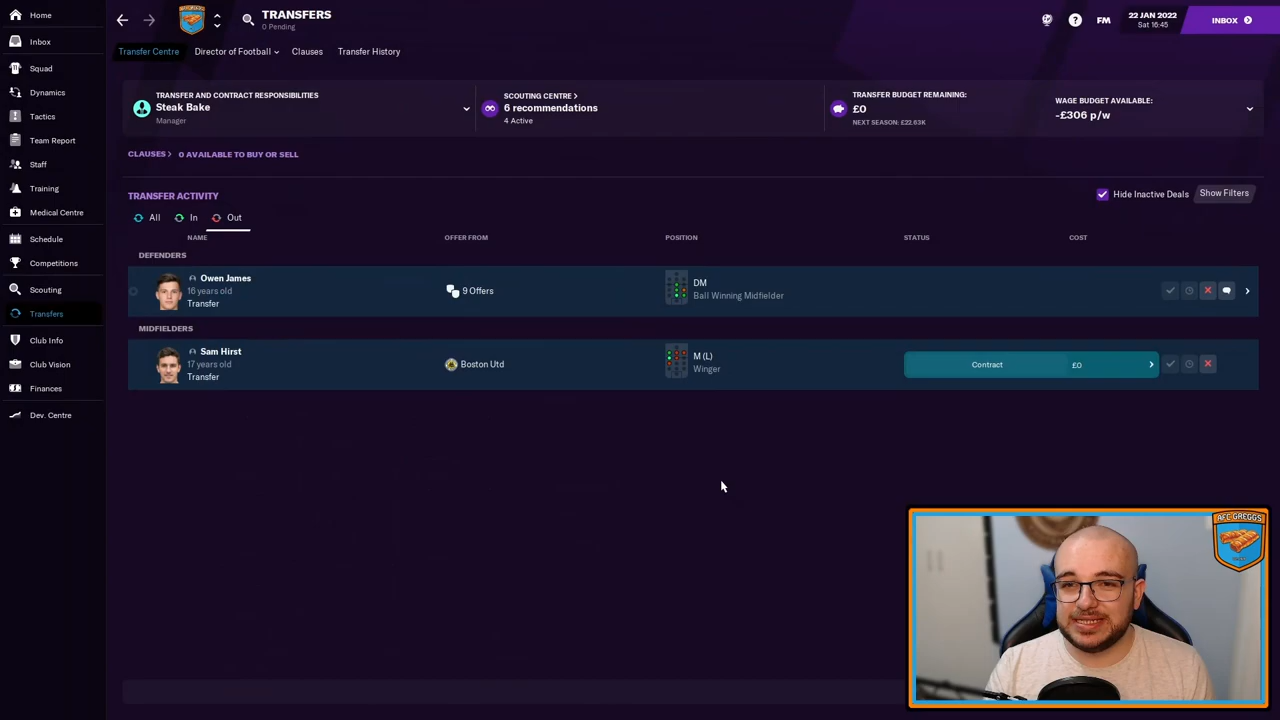 Home
Inbox
Squad
Dynamics
Tactics
Team Report
Staff
Training
Medical Centre
Schedule
Competitions
Scouting
Transfers
Club Info
Club Vision
Finances
Dev. Centre
TRANSFERS
0 Pending
FM
22 JAN 2022
Sat 16:45
INBOX
Transfer Centre
Director of Football
Clauses
Transfer History
TRANSFER AND CONTRACT RESPONSIBILITIES
Steak Bake
Manager
SCOUTING CENTRE >
6 recommendations
4 Active
TRANSFER BUDGET REMAINING:
£0
NEXT SEASON: £22.63K
WAGE BUDGET AVAILABLE:
-£306 p/w
CLAUSES > 0 AVAILABLE TO BUY OR SELL
TRANSFER ACTIVITY
Hide Inactive Deals
Show Filters
All
In
Out
NAME
OFFER FROM
POSITION
STATUS
COST
DEFENDERS
Owen James
16 years old
Transfer
9 Offers
DM
Ball Winning Midfielder
MIDFIELDERS
Sam Hirst
17 years old
Transfer
Boston Utd
M (L)
Winger
Contract
£0
AFC GREGGS